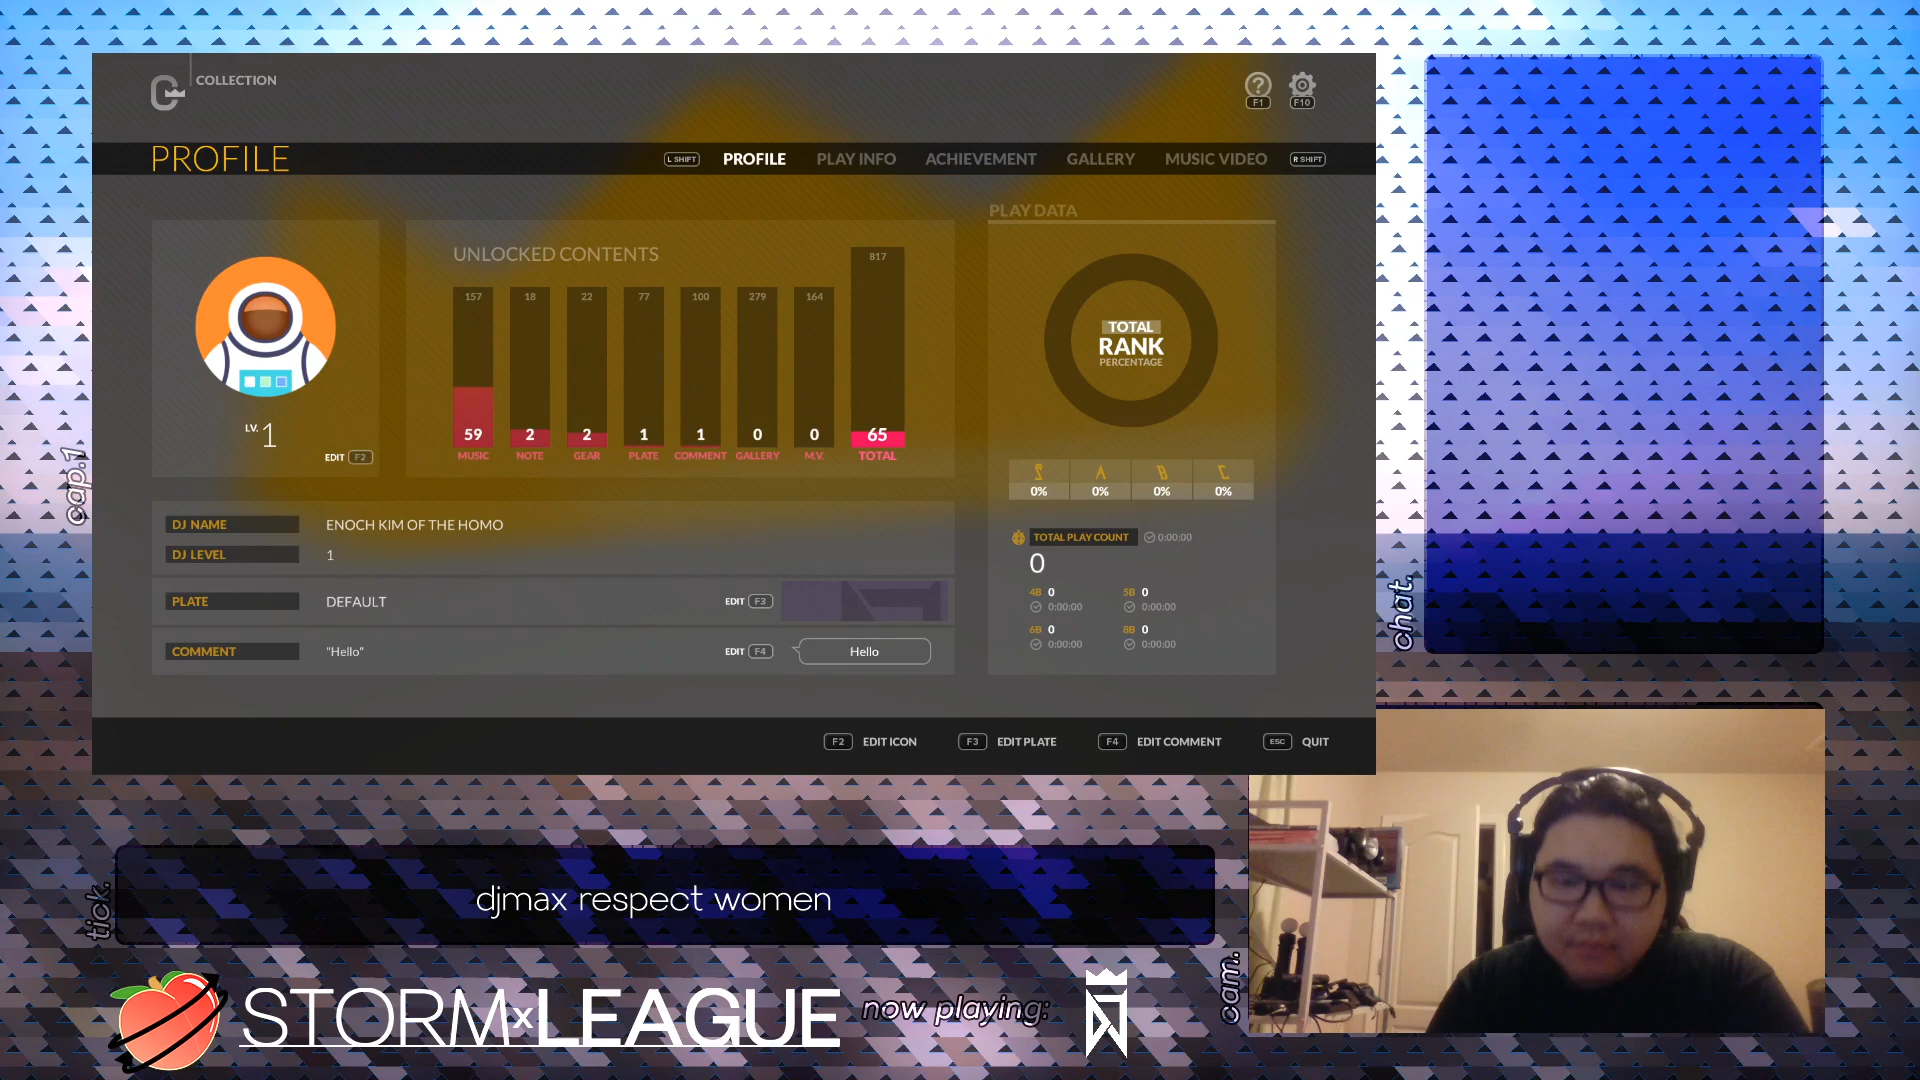 COLLECTION
F1
F10
PROFILE
L SHIFT
PROFILE
PLAY INFO
ACHIEVEMENT
GALLERY
MUSIC VIDEO
R SHIFT
LV. 1
EDIT F2
UNLOCKED CONTENTS
157
18
22
77
100
279
164
817
59
2
2
1
1
0
0
65
MUSIC
NOTE
GEAR
PLATE
COMMENT
GALLERY
M.V.
TOTAL
PLAY DATA
TOTAL
RANK
PERCENTAGE
S
A
B
C
0%
0%
0%
0%
TOTAL PLAY COUNT
0:00:00
0
4B 0
5B 0
0:00:00
0:00:00
6B 0
8B 0
0:00:00
0:00:00
DJ NAME
ENOCH KIM OF THE HOMO
DJ LEVEL
1
PLATE
DEFAULT
EDIT F3
COMMENT
"Hello"
EDIT F4
Hello
F2 EDIT ICON
F3 EDIT PLATE
F4 EDIT COMMENT
ESC QUIT
cap.1
chat.
tick.
djmax respect women
cam.
STORMxLEAGUE
now playing: